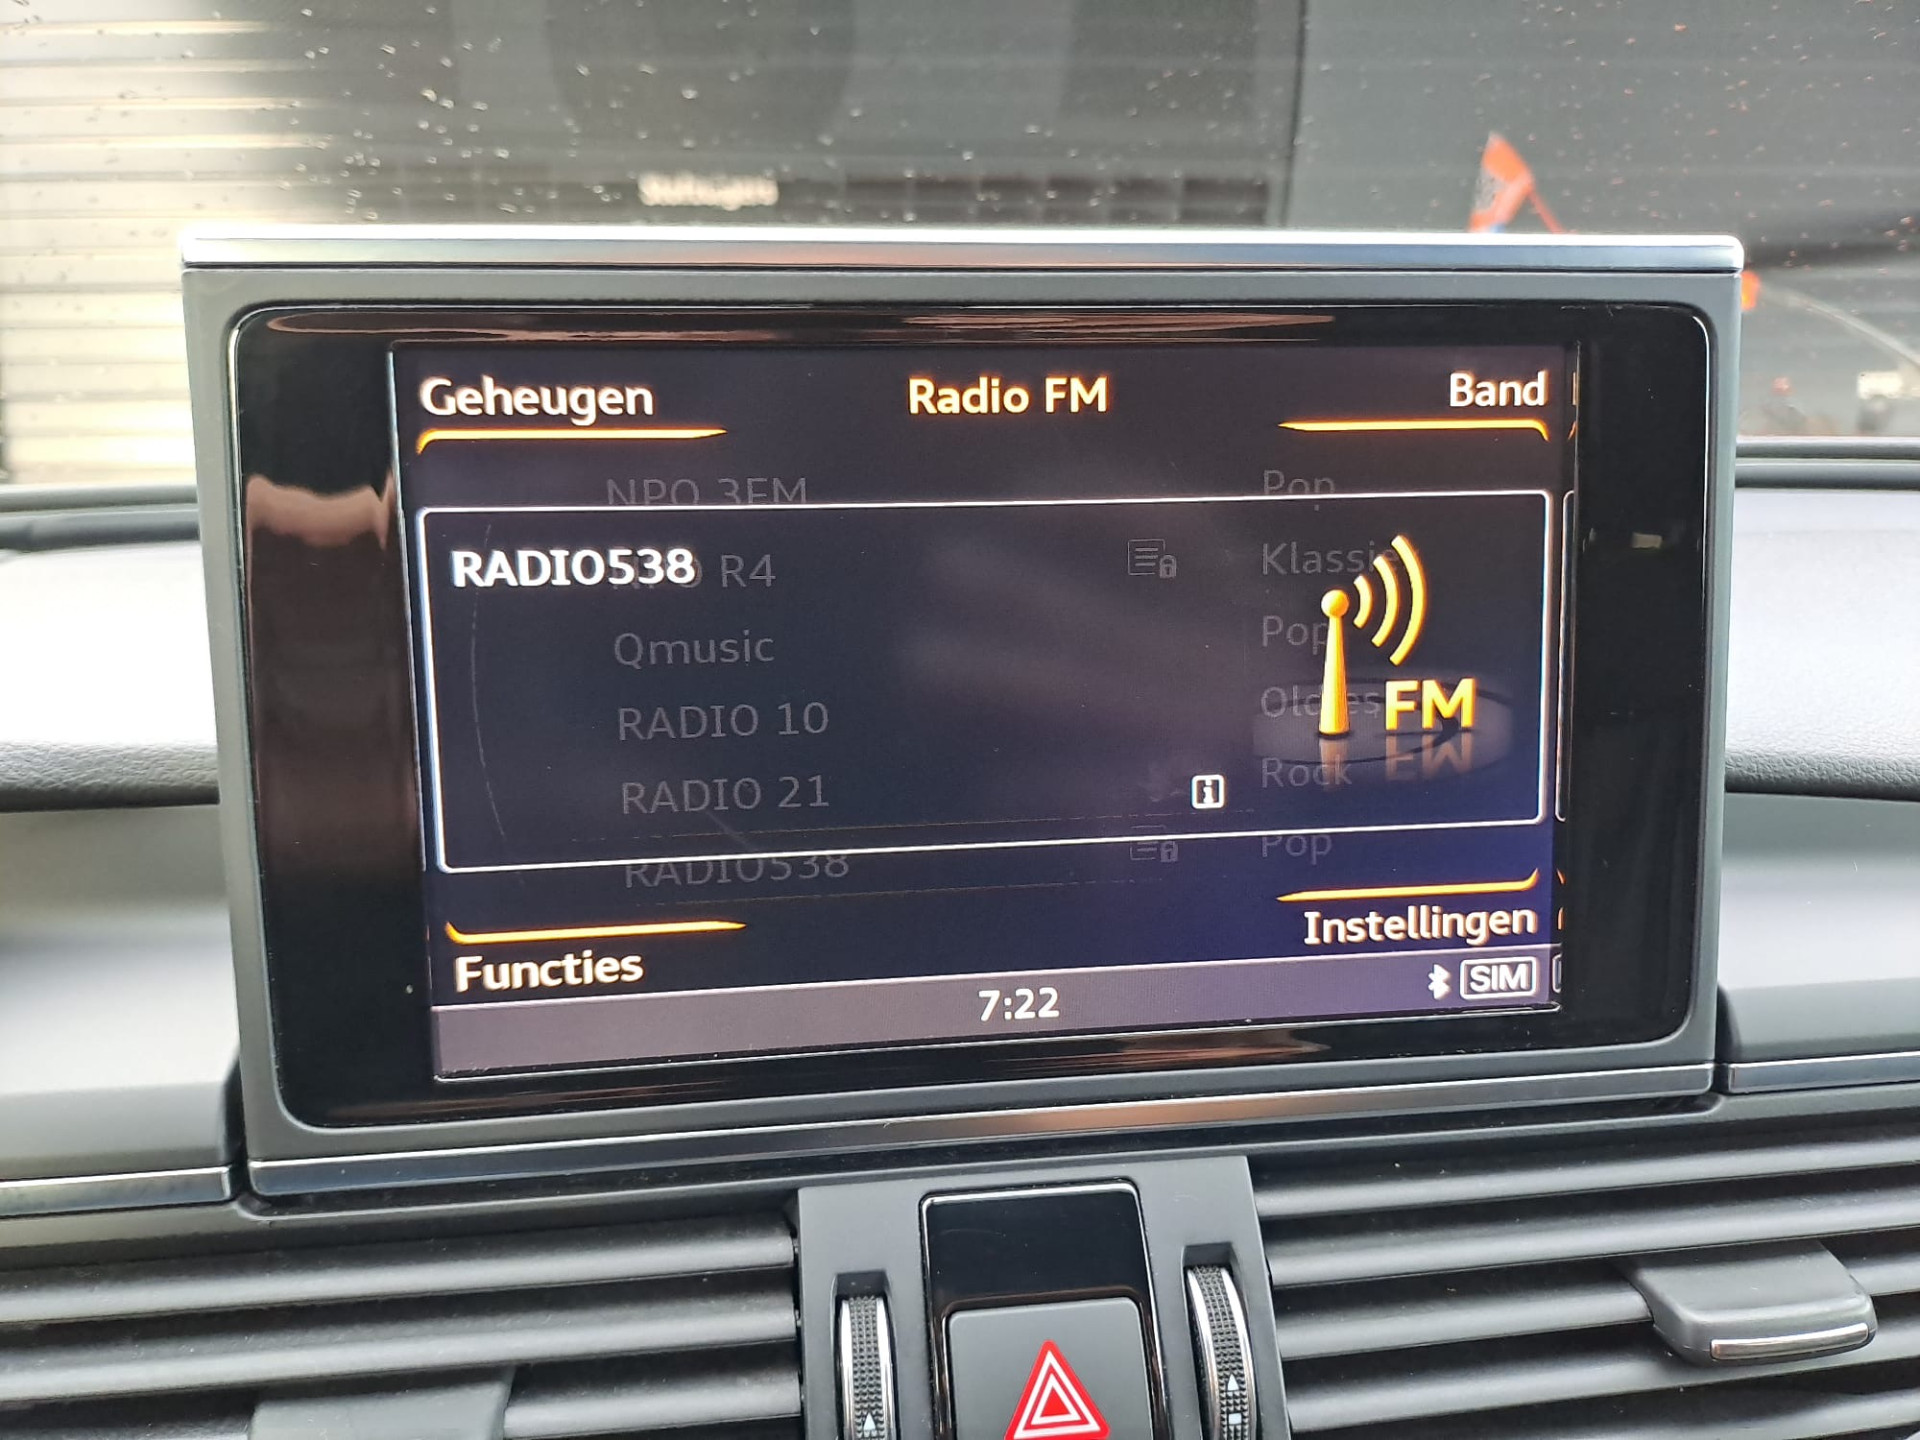 Geheugen Radio FM Band
NPO 3FM Pop
RADIO538
R4 Klassiek
Qmusic Pop
RADIO 10 Oldies
FM
RADIO 21 Rock
RADIO538 Pop
Instellingen
Functies
7:22 SIM